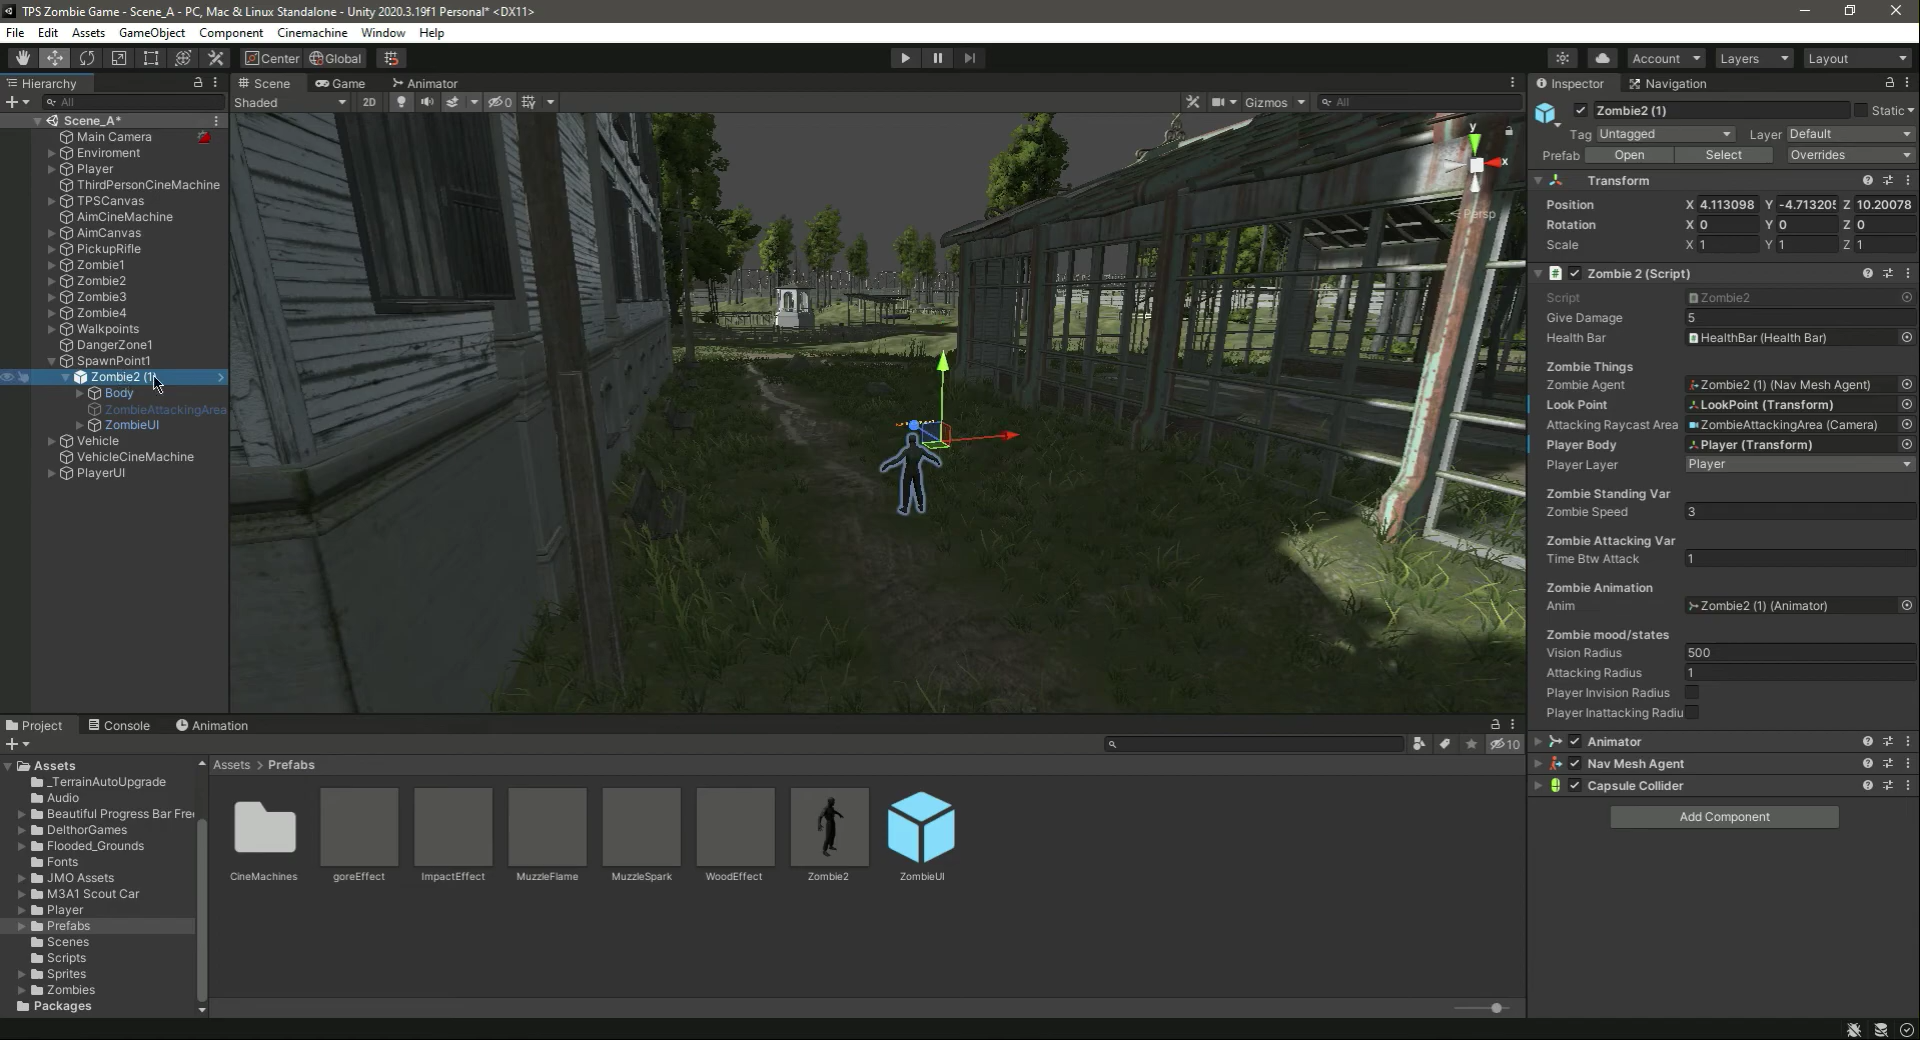 TPS Zombie Game - Scene_A - PC, Mac & Linux Standalone - Unity 2020.3.19f1 Personal* <DX11>
File Edit Assets GameObject Component Cinemachine Window Help
Center Global Account Layers Layout
Hierarchy
All
Scene_A*
Main Camera
Enviroment
Player
ThirdPersonCineMachine
TPSCanvas
AimCineMachine
AimCanvas
PickupRifle
Zombie1
Zombie2
Zombie3
Zombie4
Walkpoints
DangerZone1
SpawnPoint1
Zombie2 (1)
Body
ZombieAttackingArea
ZombieUI
Vehicle
VehicleCineMachine
PlayerUI
Scene Game Animator
Shaded 2D 0 Gizmos All
y
x
Persp
Inspector Navigation
Zombie2 (1) Static
Tag Untagged Layer Default
Prefab Open Select Overrides
Transform
Position X 4.113098 Y -4.713205 Z 10.20078
Rotation X 0 Y 0 Z 0
Scale X 1 Y 1 Z 1
Zombie 2 (Script)
Script Zombie2
Give Damage 5
Health Bar HealthBar (Health Bar)
Zombie Things
Zombie Agent Zombie2 (1) (Nav Mesh Agent)
Look Point LookPoint (Transform)
Attacking Raycast Area ZombieAttackingArea (Camera)
Player Body Player (Transform)
Player Layer Player
Zombie Standing Var
Zombie Speed 3
Zombie Attacking Var
Time Btw Attack 1
Zombie Animation
Anim Zombie2 (1) (Animator)
Zombie mood/states
Vision Radius 500
Attacking Radius 1
Player Invision Radius
Player Inattacking Radiu
Animator
Nav Mesh Agent
Capsule Collider
Add Component
Project Console Animation
10
Assets
_TerrainAutoUpgrade
Audio
Beautiful Progress Bar Free
DelthorGames
Flooded_Grounds
Fonts
JMO Assets
M3A1 Scout Car
Player
Prefabs
Scenes
Scripts
Sprites
Zombies
Packages
Assets > Prefabs
CineMachines goreEffect ImpactEffect MuzzleFlame MuzzleSpark WoodEffect Zombie2 ZombieUI